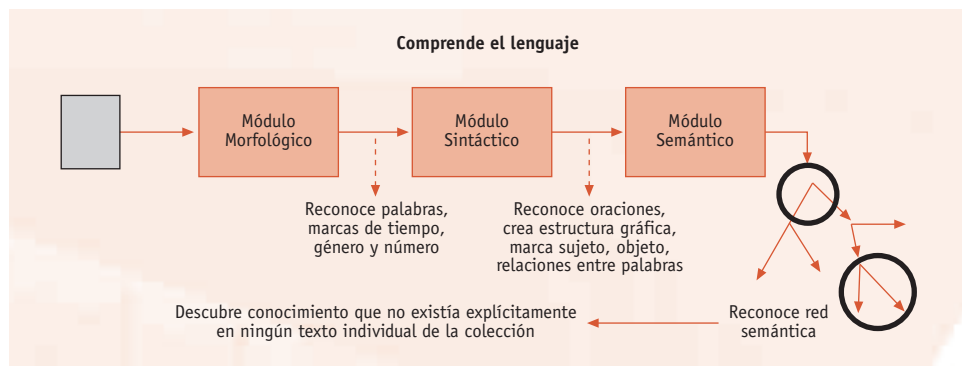 Comprende el lenguaje
Módulo
Morfológico
Módulo
Sintáctico
Módulo
Semántico
Reconoce palabras,
marcas de tiempo,
género y número
Reconoce oraciones,
crea estructura gráfica,
marca sujeto, objeto,
relaciones entre palabras
Descubre conocimiento que no existía explícitamente
en ningún texto individual de la colección
Reconoce red
semántica